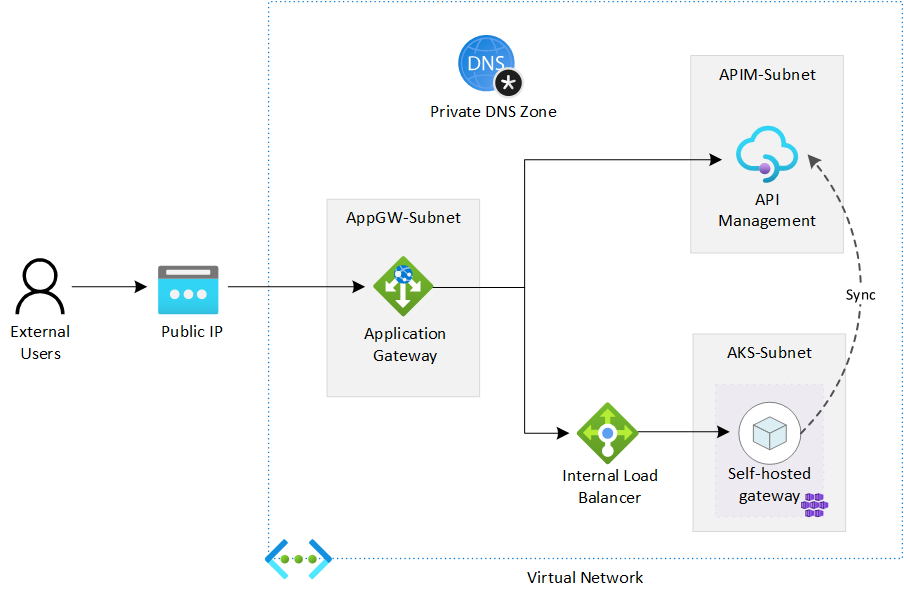 DNS
Private DNS Zone
APIM-Subnet
API
Management
AppGW-Subnet
Application
Gateway
External
Users
Public IP
Sync
AKS-Subnet
Self-hosted
gateway
Internal Load
Balancer
Virtual Network